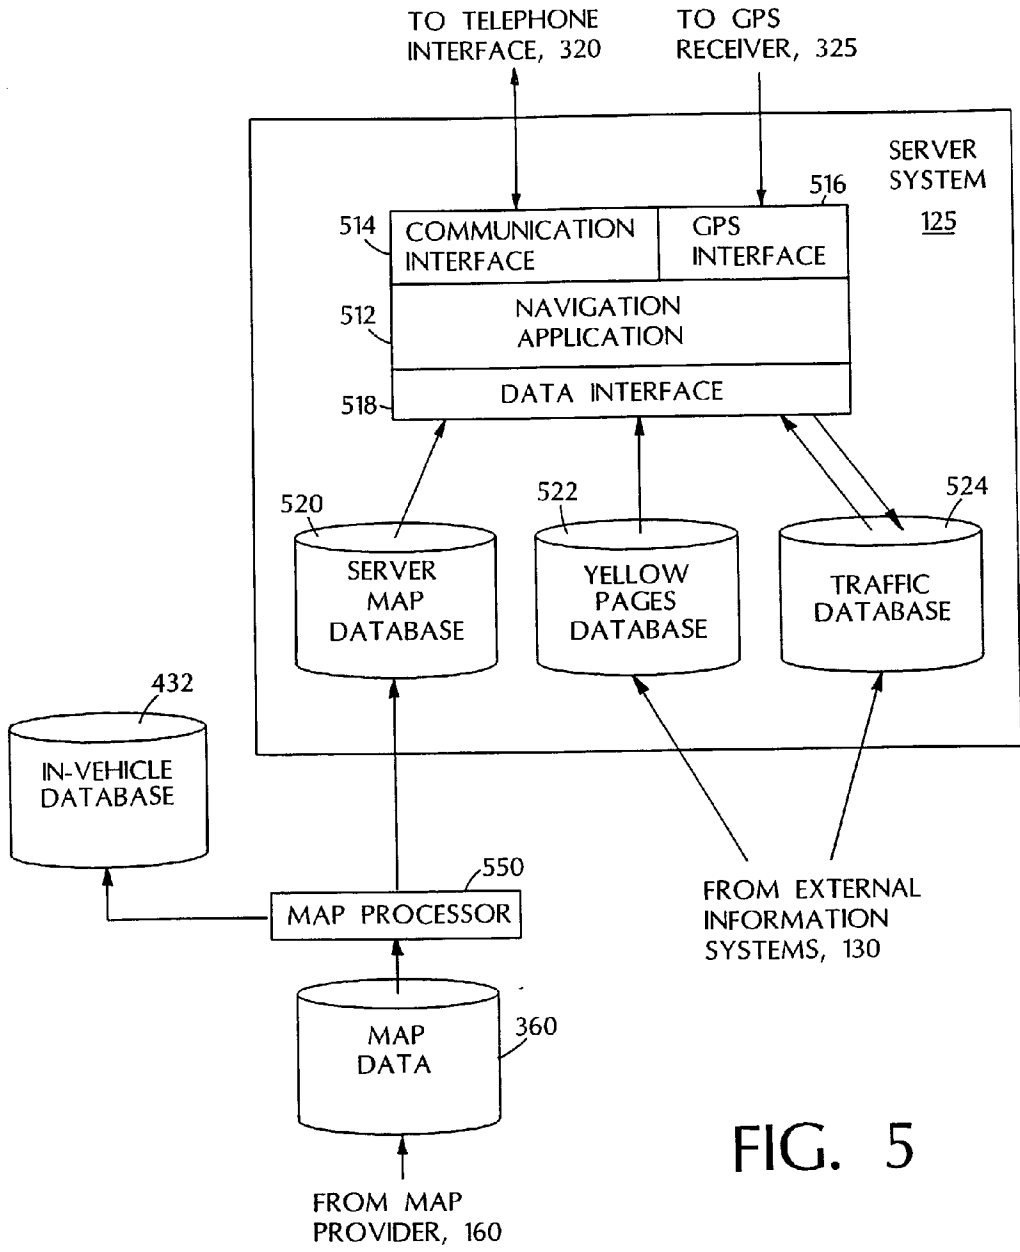 TO TELEPHONE
INTERFACE, 320
TO GPS
RECEIVER, 325
SERVER
SYSTEM
125
516
514
COMMUNICATION
INTERFACE
GPS
INTERFACE
512
NAVIGATION
APPLICATION
518
DATA INTERFACE
520
SERVER
MAP
DATABASE
522
YELLOW
PAGES
DATABASE
524
TRAFFIC
DATABASE
432
IN-VEHICLE
DATABASE
550
MAP PROCESSOR
FROM EXTERNAL
INFORMATION
SYSTEMS, 130
360
MAP
DATA
FROM MAP
PROVIDER, 160
FIG. 5